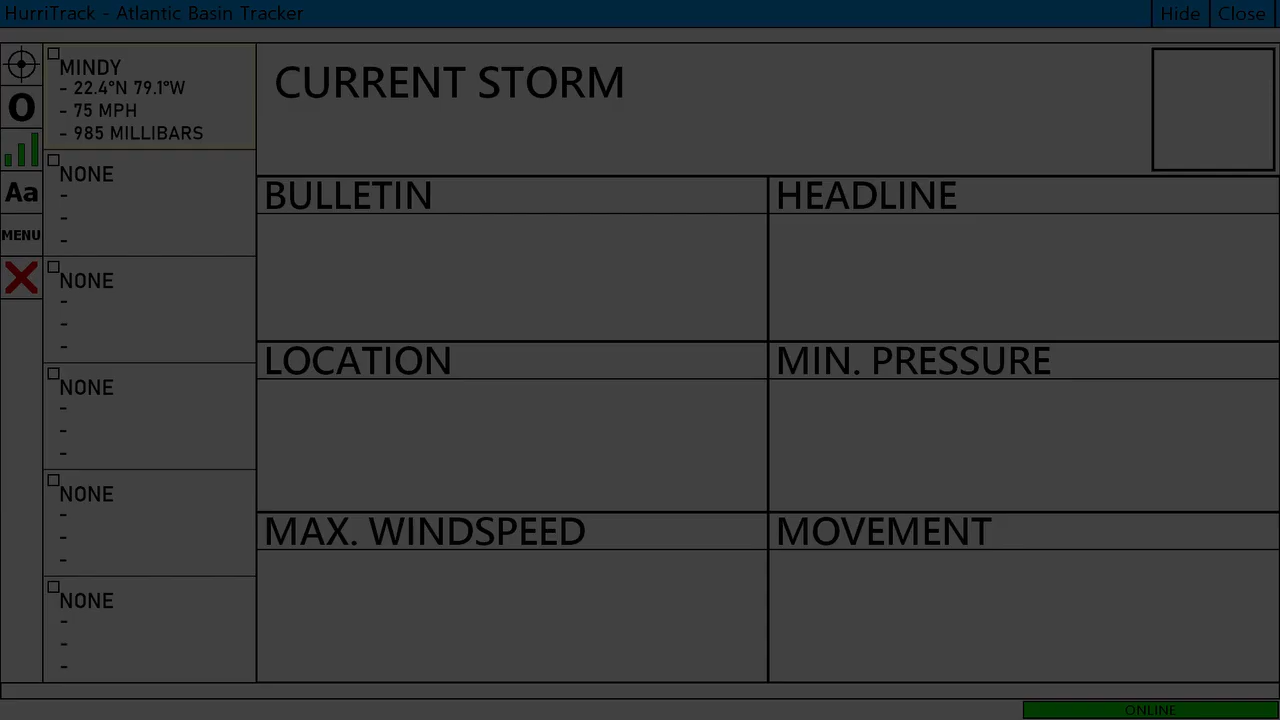 HurriTrack - Atlantic Basin Tracker
Hide
Close
O
Aa
MENU
MINDY
- 22.4°N 79.1°W
- 75 MPH
- 985 MILLIBARS
NONE
-
-
-
NONE
-
-
-
NONE
-
-
-
NONE
-
-
-
NONE
-
-
-
CURRENT STORM
BULLETIN
HEADLINE
LOCATION
MIN. PRESSURE
MAX. WINDSPEED
MOVEMENT
ONLINE